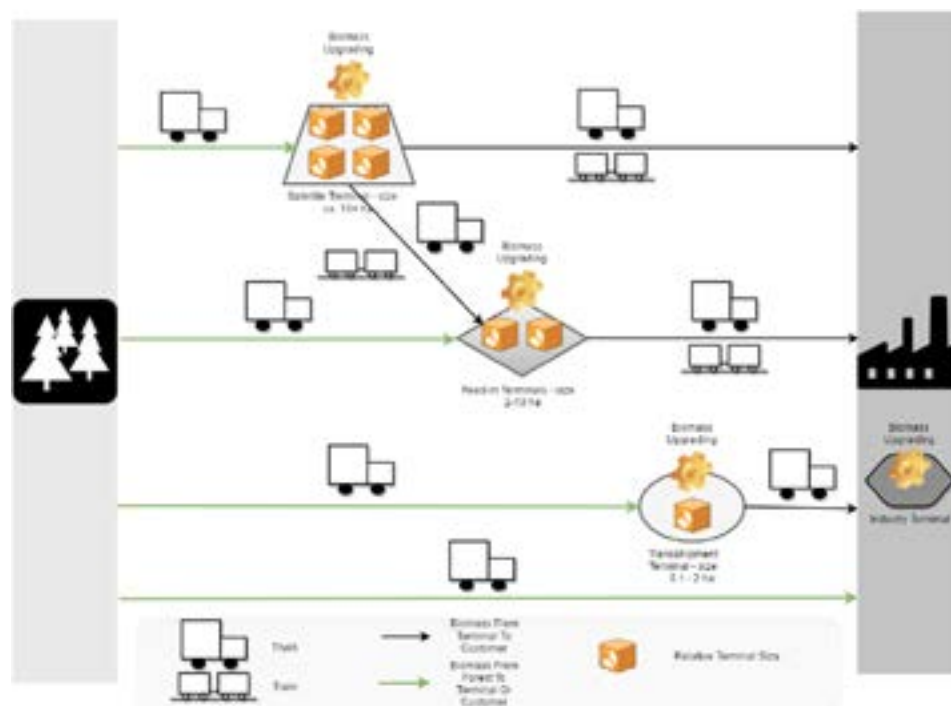 Biomass
Upgrading
Satellite Terminal - size
ca. 10+ ha
Biomass
Upgrading
Feed-in Terminals - size
2-10 ha
Biomass
Upgrading
Biomass
Upgrading
Industry Terminal
Transhipment
Terminal - size
0.1 - 2 ha
Truck
Biomass From
Terminal To
Customer
Relative Terminal Size
Train
Biomass From
Forest To
Terminal Or
Customer